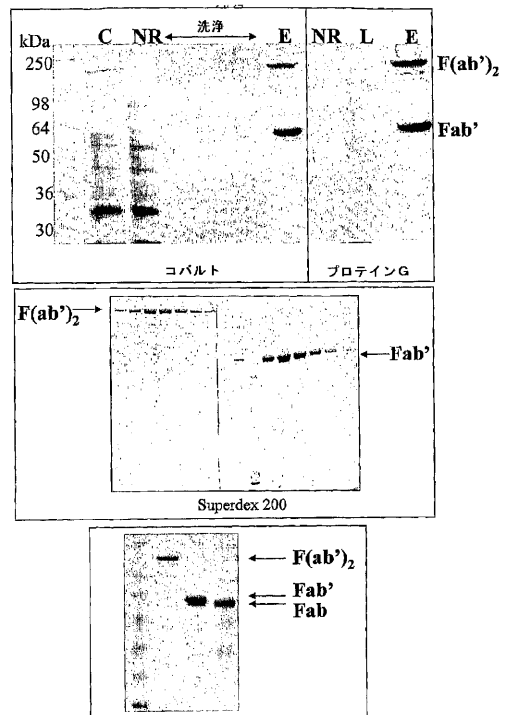 洗浄
kDa C NR E NR L E
250
98
64
50
36
30
F(ab')₂
Fab'
コバルト
プロテインG
F(ab')₂
Fab'
Superdex 200
F(ab')₂
Fab'
Fab